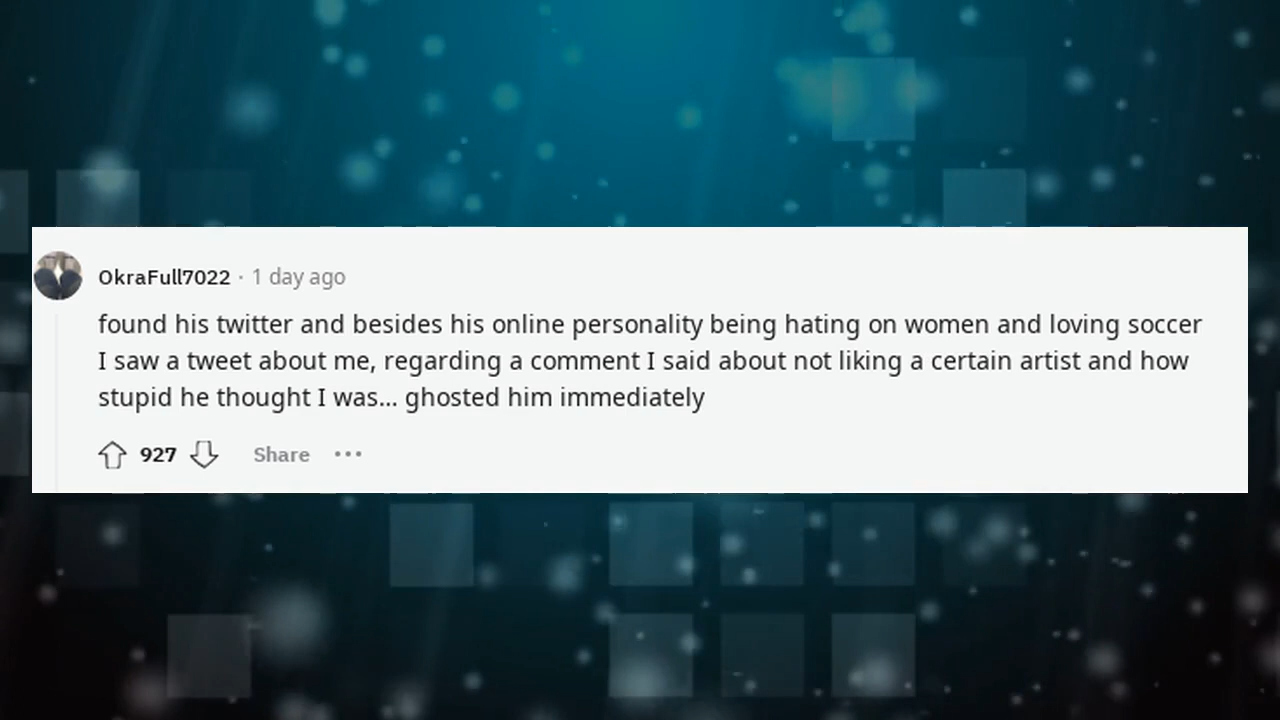 OkraFull7022 · 1 day ago
found his twitter and besides his online personality being hating on women and loving soccer
I saw a tweet about me, regarding a comment I said about not liking a certain artist and how
stupid he thought I was... ghosted him immediately
927 Share •••